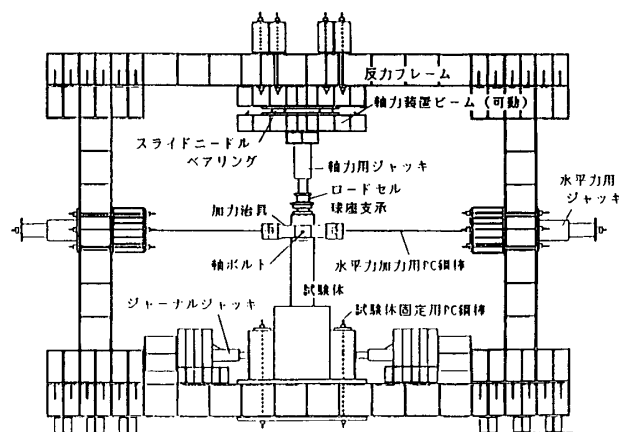 反力フレーム
軸力装置ビーム (可動)
スライドニードル
ベアリング
軸力用ジャッキ
ロードセル
球座支承
水平力用
ジャッキ
加力治具
軸ボルト
水平力加力用PC鋼棒
試験体
ジャーナルジャッキ
試験体固定用PC鋼棒